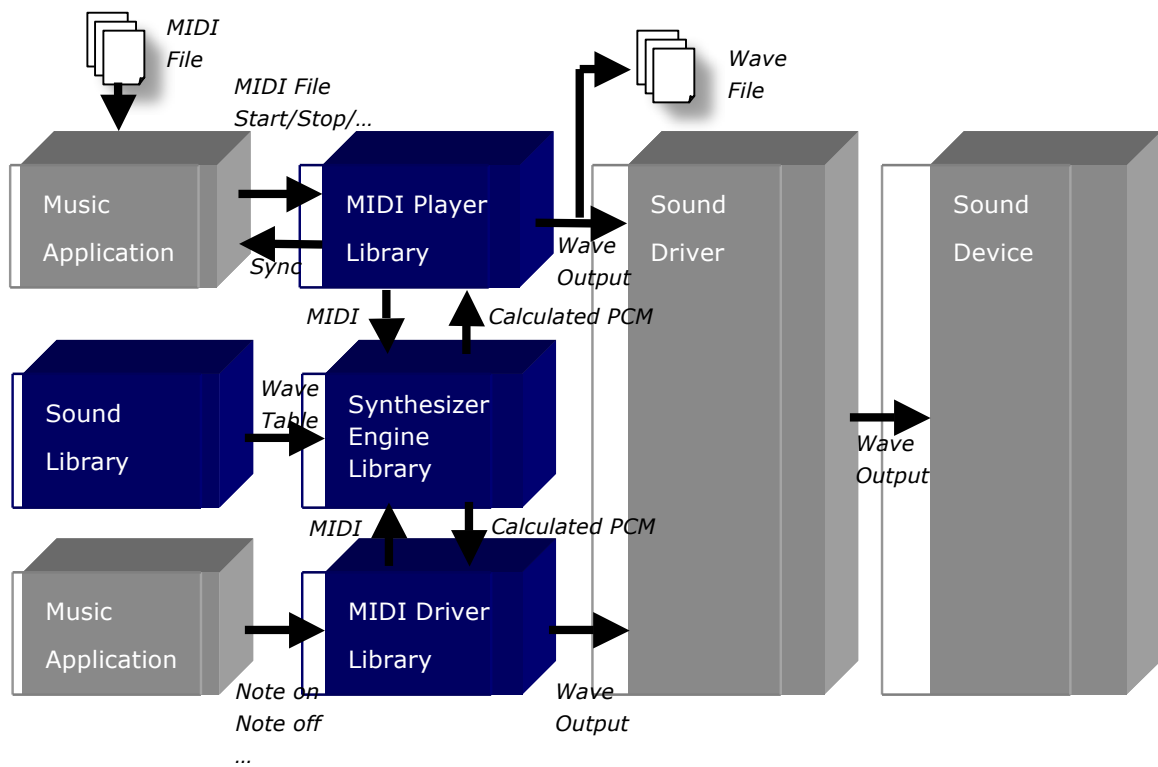 MIDI
File
Wave
File
MIDI File
Start/Stop/…
Music
Application
MIDI Player
Library
Sound
Driver
Sound
Device
Sync
Wave
Output
MIDI
Calculated PCM
Sound
Library
Wave
Table
Synthesizer
Engine
Library
Wave
Output
MIDI
Calculated PCM
Music
Application
MIDI Driver
Library
Note on
Note off
…
Wave
Output